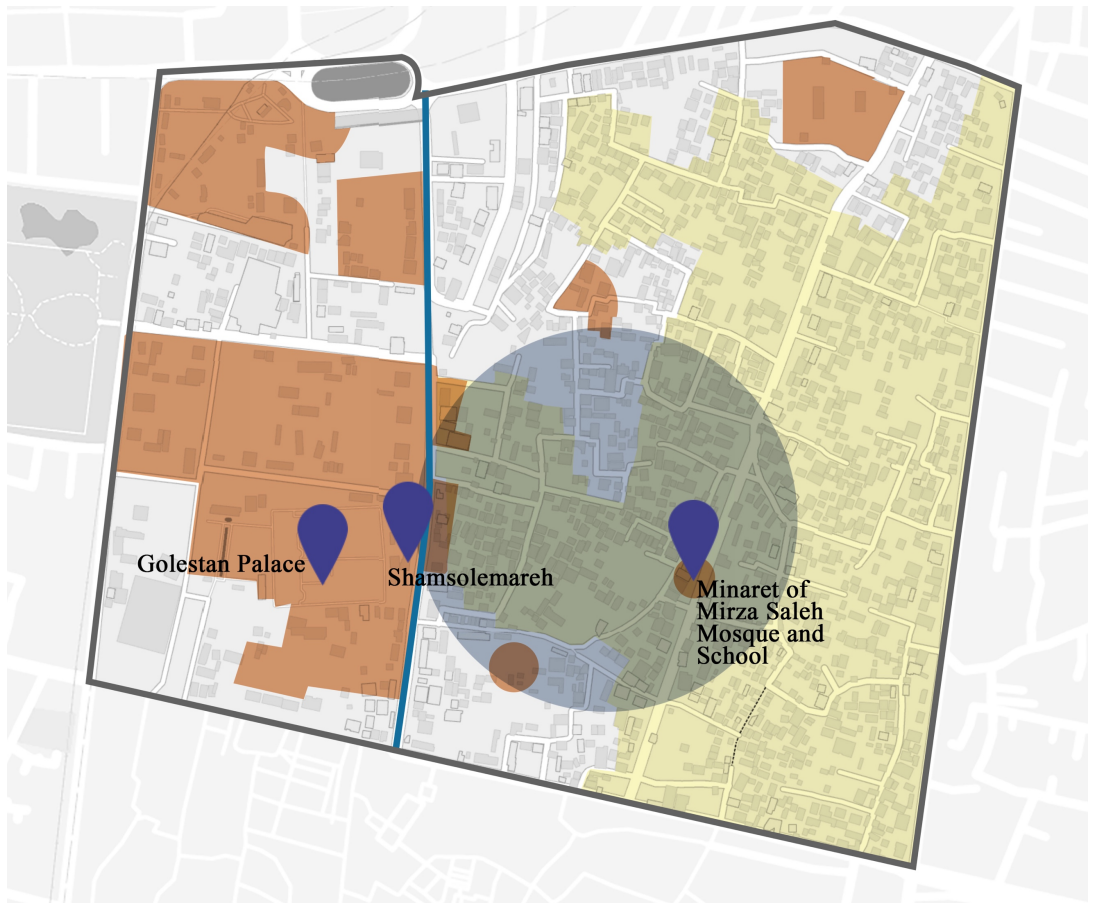 Golestan Palace
Shamsolemareh
Minaret of
Mirza Saleh
Mosque and
School